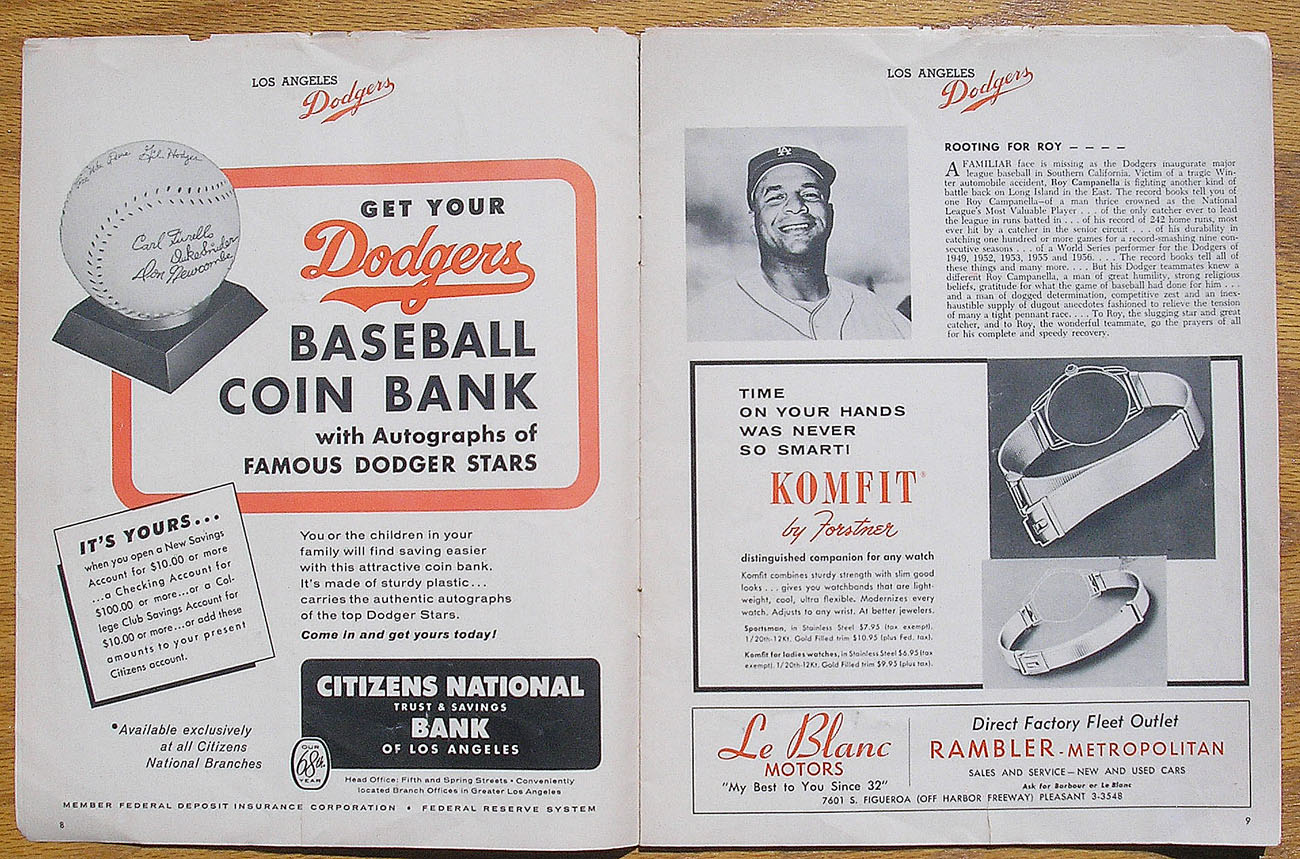 LOS ANGELES
Dodgers
Gil Hodges
Carl Furillo
Duke Snider
Don Newcombe
GET YOUR
Dodgers
BASEBALL
COIN BANK
with Autographs of
FAMOUS DODGER STARS
IT'S YOURS...
when you open a New Savings
Account for $10.00 or more
...a Checking Account for
$100.00 or more...or a Col-
lege Club Savings Account for
$10.00 or more...or add these
amounts to your present
Citizens account.
You or the children in your
family will find saving easier
with this attractive coin bank.
It's made of sturdy plastic...
carries the authentic autographs
of the top Dodger Stars.
Come in and get yours today!
•Available exclusively
at all Citizens
National Branches
CITIZENS NATIONAL
TRUST & SAVINGS
BANK
OF LOS ANGELES
OUR
68th
YEAR
Head Office: Fifth and Spring Streets • Conveniently
located Branch Offices in Greater Los Angeles
MEMBER FEDERAL DEPOSIT INSURANCE CORPORATION • FEDERAL RESERVE SYSTEM
8
LOS ANGELES
Dodgers
LA
ROOTING FOR ROY — — — —
A FAMILIAR face is missing as the Dodgers inaugurate major
league baseball in Southern California. Victim of a tragic Win-
ter automobile accident, Roy Campanella is fighting another kind of
battle back on Long Island in the East. The record books tell you of
one Roy Campanella—of a man thrice crowned as the National
League's Most Valuable Player . . . of the only catcher ever to lead
the league in runs batted in . . . of his record of 242 home runs, most
ever hit by a catcher in the senior circuit . . . of his durability in
catching one hundred or more games for a record-smashing nine con-
secutive seasons . . . of a World Series performer for the Dodgers of
1949, 1952, 1953, 1955 and 1956. . . . The record books tell all of
these things and many more. . . . But his Dodger teammates knew a
different Roy Campanella, a man of great humility, strong religious
beliefs, gratitude for what the game of baseball had done for him . . .
and a man of dogged determination, competitive zest and an inex-
haustible supply of dugout anecdotes fashioned to relieve the tension
of many a tight pennant race. . . . To Roy, the slugging star and great
catcher, and to Roy, the wonderful teammate, go the prayers of all
for his complete and speedy recovery.
TIME
ON YOUR HANDS
WAS NEVER
SO SMART!
KOMFIT®
by Forstner
distinguished companion for any watch
Komfit combines sturdy strength with slim good
looks . . . gives you watchbands that are light-
weight, cool, ultra flexible. Modernizes every
watch. Adjusts to any wrist. At better jewelers.
Sportsman, in Stainless Steel $7.95 (tax exempt).
1/20th-12Kt. Gold Filled trim $10.95 (plus Fed. tax).
Komfit for ladies watches, in Stainless Steel $6.95 (tax
exempt). 1/20th-12Kt. Gold Filled trim $9.95 (plus tax).
Le Blanc
MOTORS
"My Best to You Since 32"
Direct Factory Fleet Outlet
RAMBLER - METROPOLITAN
SALES AND SERVICE—NEW AND USED CARS
Ask for Barbour or Le Blanc
7601 S. FIGUEROA (OFF HARBOR FREEWAY) PLEASANT 3-3548
9